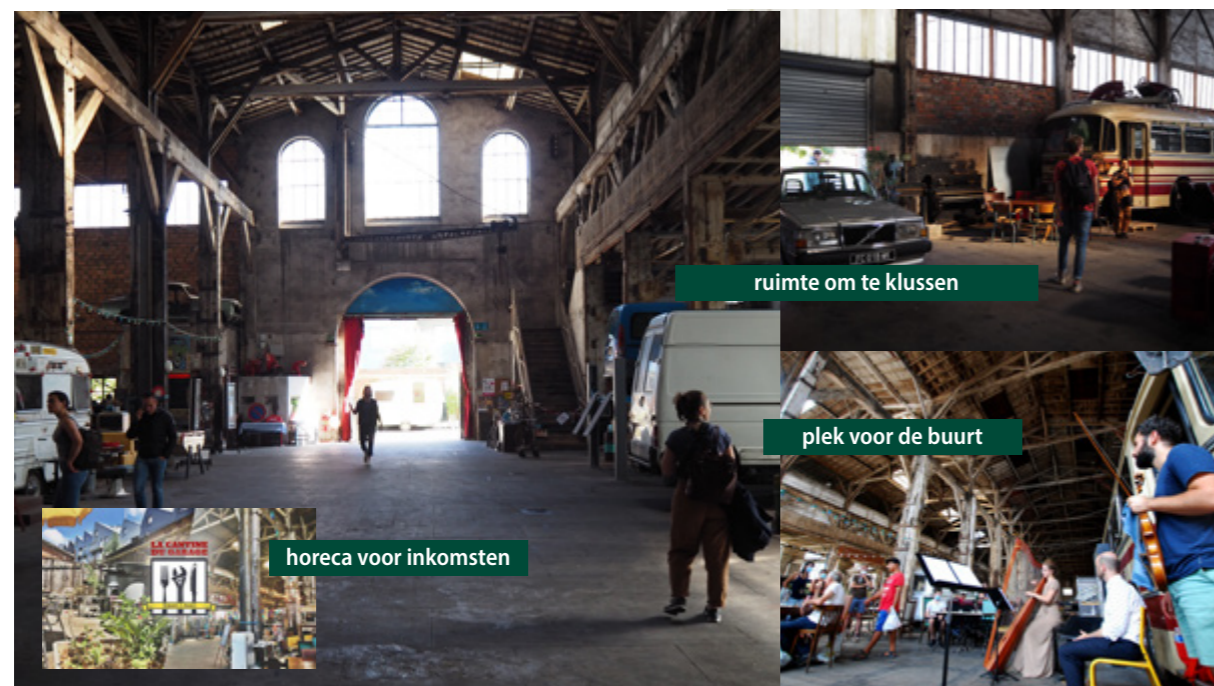 ruimte om te klussen
plek voor de buurt
horeca voor inkomsten
LA CANTINE
DU GARAGE